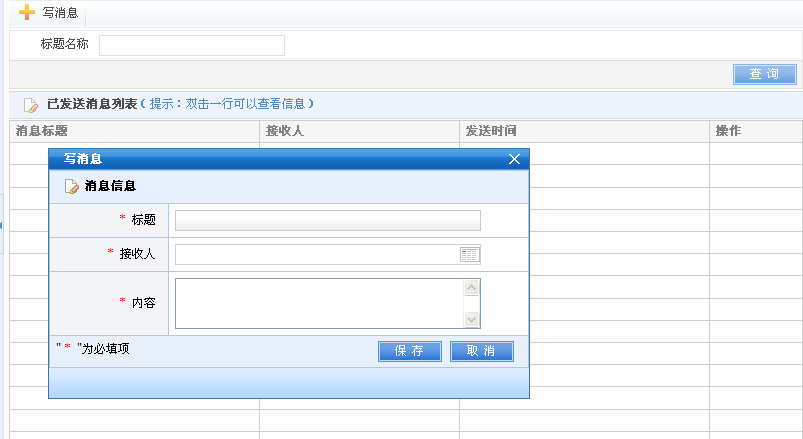 写消息
标题名称
查 询
已发送消息列表(提示：双击一行可以查看信息)
消息标题 接收人 发送时间 操作
写消息
消息信息
* 标题
* 接收人
* 内容
" * "为必填项
保 存 取 消